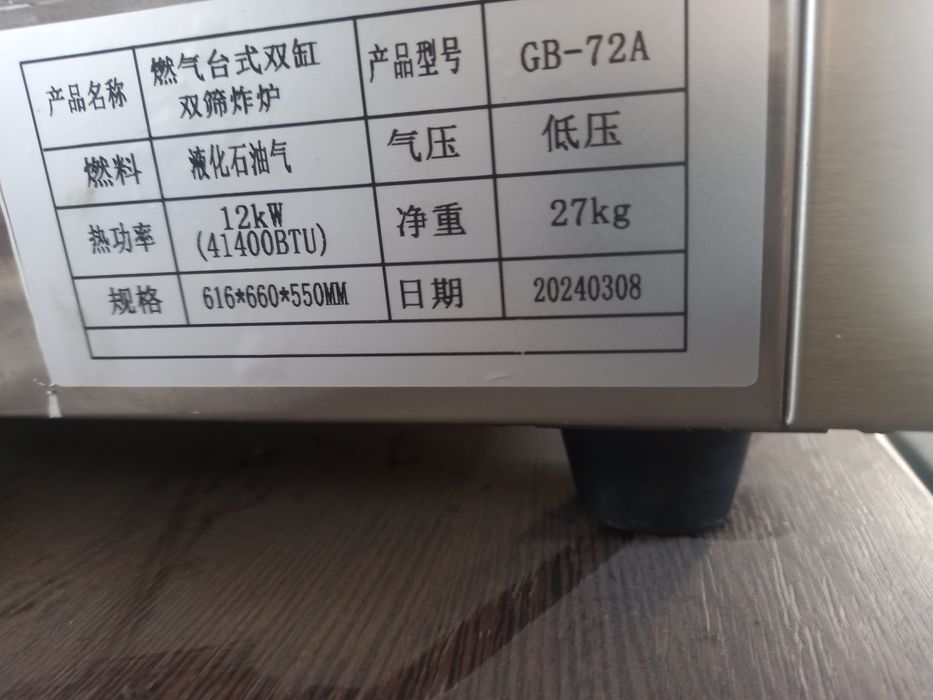 产品名称 燃气台式双缸双筛炸炉 产品型号 GB-72A
燃料 液化石油气 气压 低压
热功率 12kW (41400BTU) 净重 27kg
规格 616*660*550MM 日期 20240308